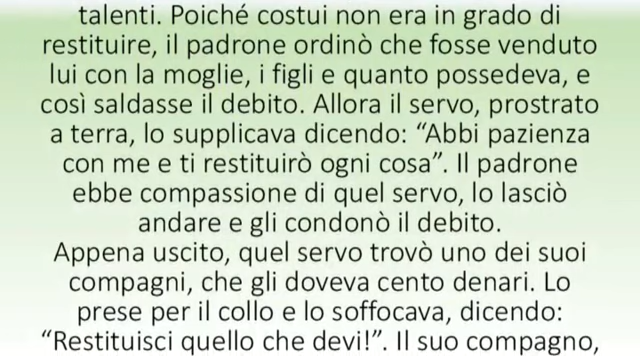 talenti. Poiché costui non era in grado di
restituire, il padrone ordinò che fosse venduto
lui con la moglie, i figli e quanto possedeva, e
così saldasse il debito. Allora il servo, prostrato
a terra, lo supplicava dicendo: “Abbi pazienza
con me e ti restituirò ogni cosa”. Il padrone
ebbe compassione di quel servo, lo lasciò
andare e gli condonò il debito.
Appena uscito, quel servo trovò uno dei suoi
compagni, che gli doveva cento denari. Lo
prese per il collo e lo soffocava, dicendo:
“Restituisci quello che devi!”. Il suo compagno,